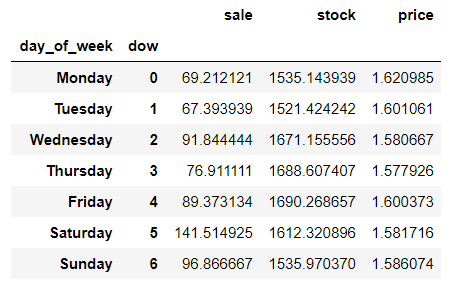 sale stock price
day_of_week dow
Monday 0 69.212121 1535.143939 1.620985
Tuesday 1 67.393939 1521.424242 1.601061
Wednesday 2 91.844444 1671.155556 1.580667
Thursday 3 76.911111 1688.607407 1.577926
Friday 4 89.373134 1690.268657 1.600373
Saturday 5 141.514925 1612.320896 1.581716
Sunday 6 96.866667 1535.970370 1.586074